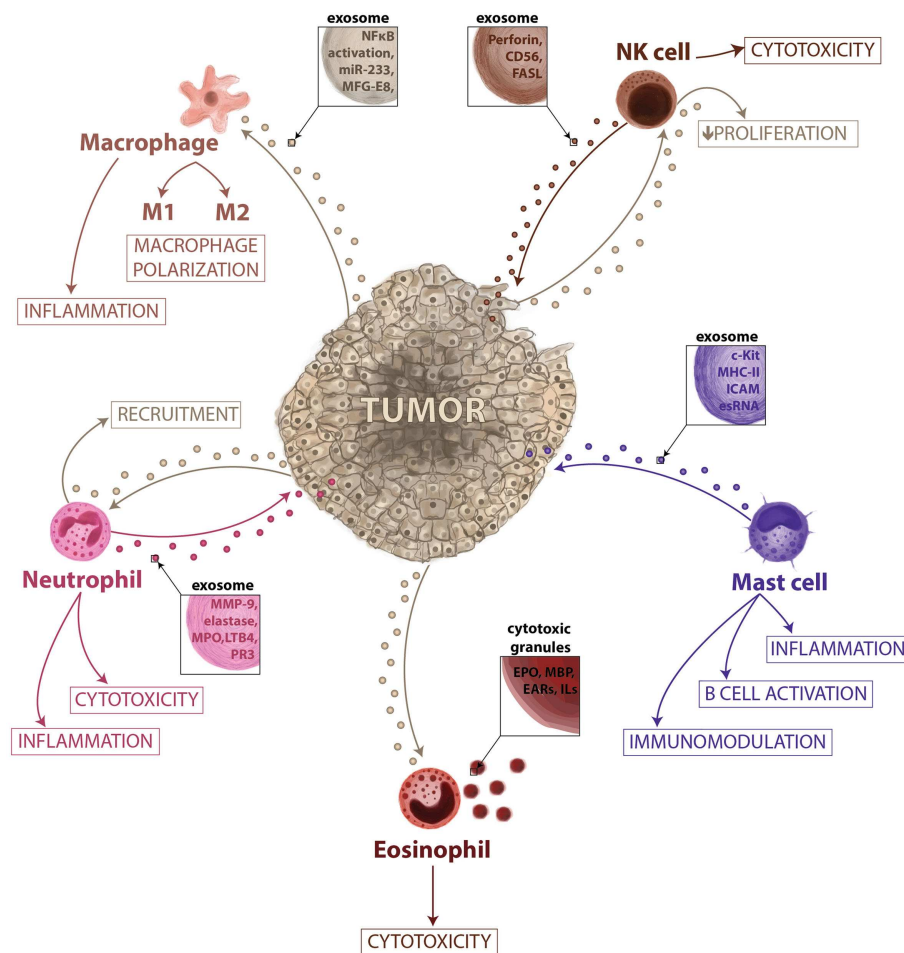 exosome
NFκB
activation,
miR-233,
MFG-E8,
exosome
Perforin,
CD56,
FASL
NK cell
CYTOTOXICITY
↓PROLIFERATION
Macrophage
M1 M2
MACROPHAGE
POLARIZATION
INFLAMMATION
exosome
c-Kit
MHC-II
ICAM
esRNA
TUMOR
RECRUITMENT
Neutrophil
exosome
MMP-9,
elastase,
MPO,LTB4,
PR3
CYTOTOXICITY
INFLAMMATION
Mast cell
INFLAMMATION
B CELL ACTIVATION
IMMUNOMODULATION
cytotoxic
granules
EPO, MBP,
EARs, ILs
Eosinophil
CYTOTOXICITY